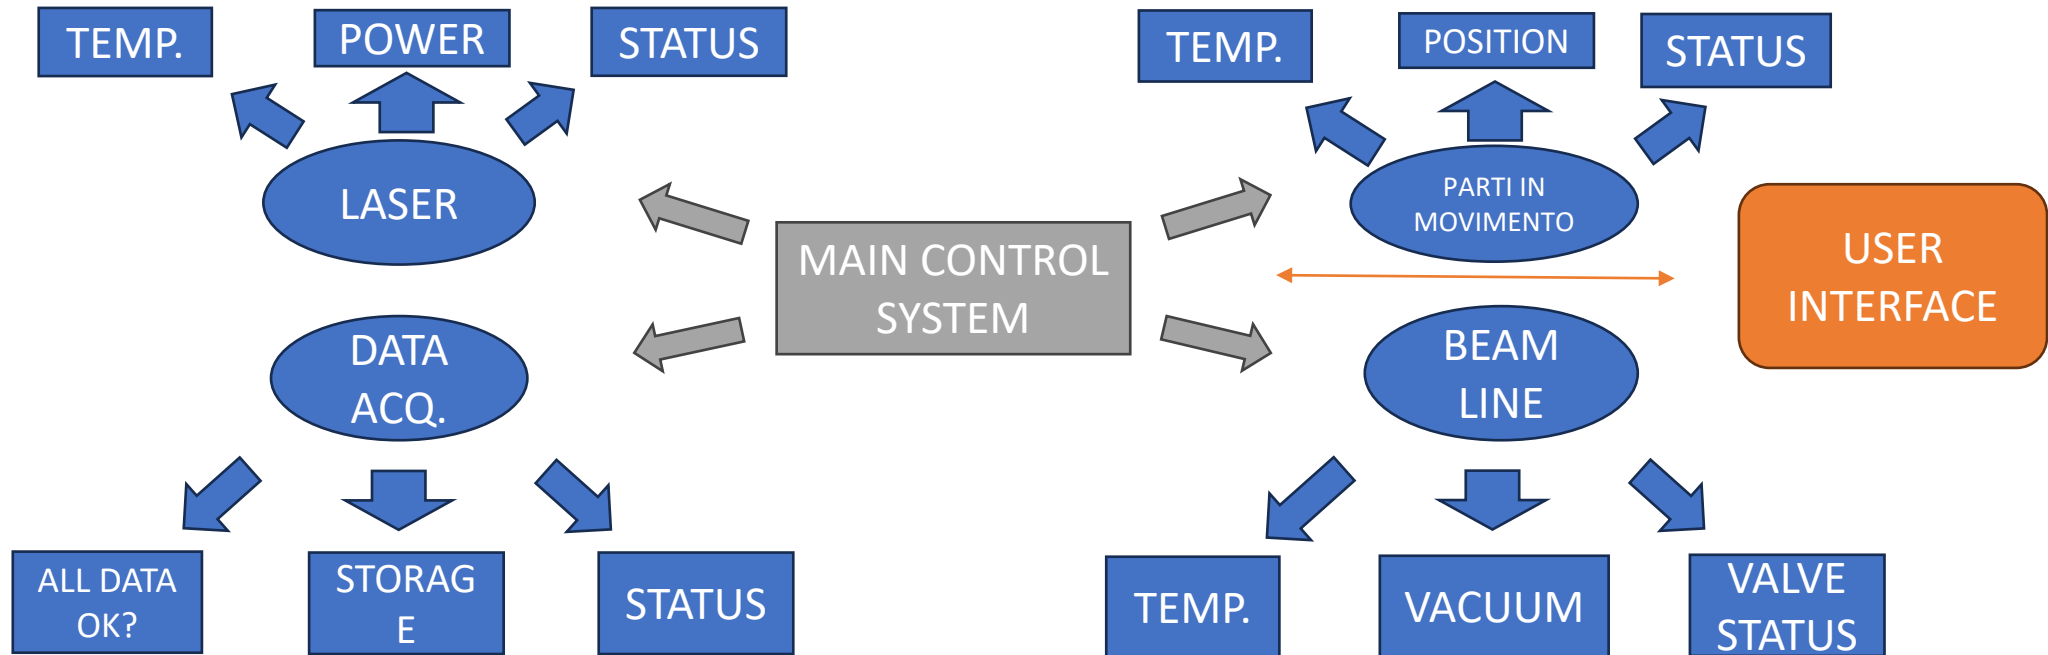 TEMP.
POWER
STATUS
TEMP.
POSITION
STATUS
LASER
PARTI IN
MOVIMENTO
MAIN CONTROL
SYSTEM
USER
INTERFACE
DATA
ACQ.
BEAM
LINE
ALL DATA
OK?
STORAG
E
STATUS
TEMP.
VACUUM
VALVE
STATUS